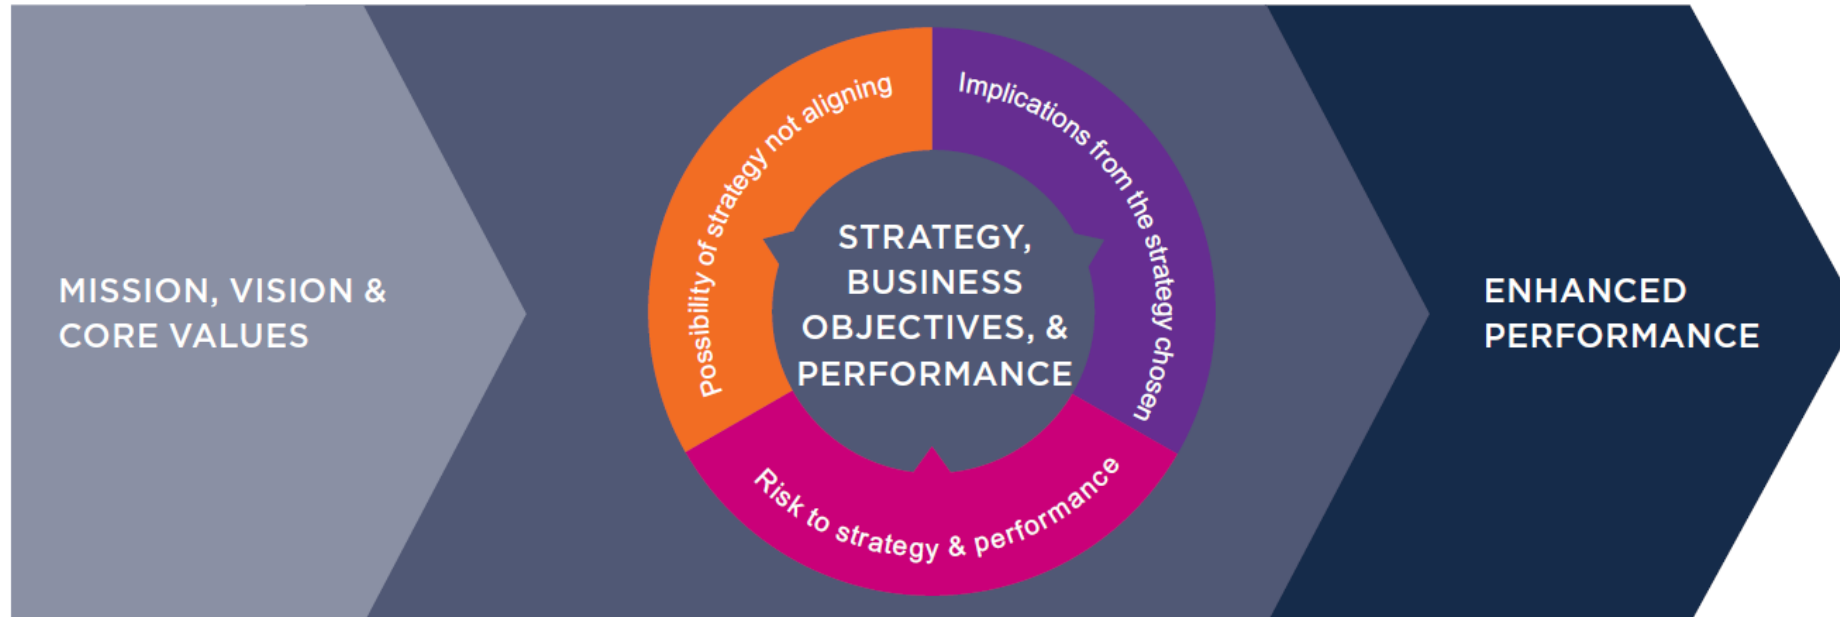 MISSION, VISION &
CORE VALUES
Possibility of strategy not aligning
Implications from the strategy chosen
STRATEGY,
BUSINESS
OBJECTIVES, &
PERFORMANCE
Risk to strategy & performance
ENHANCED
PERFORMANCE